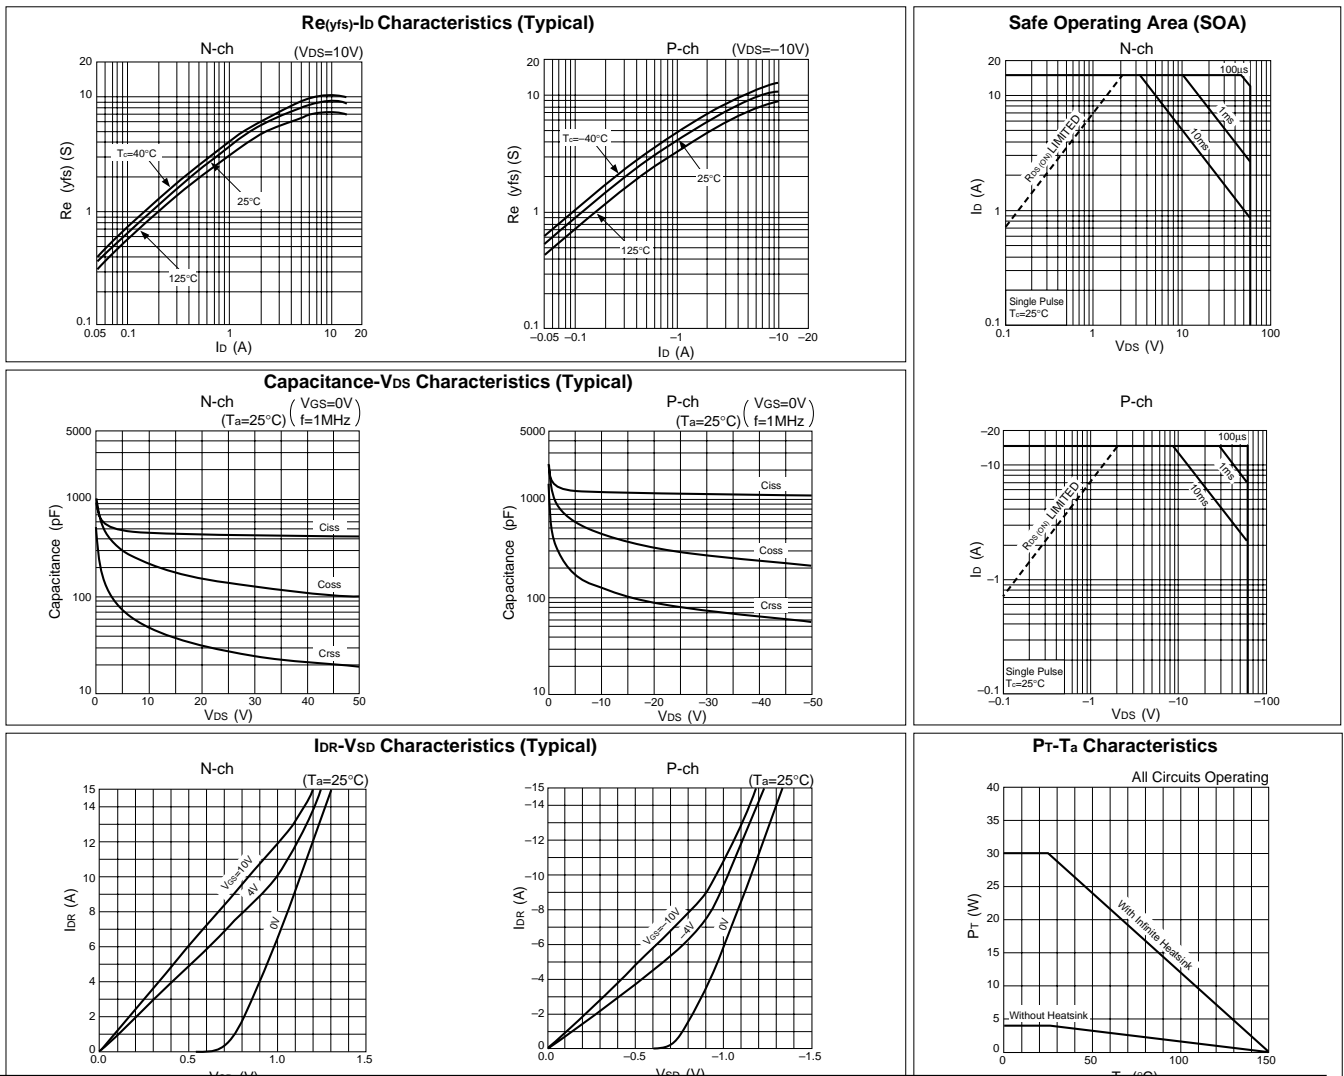 Re(yfs)-ID Characteristics (Typical)
N-ch
(VDS=10V)
20
10
1
0.1
Re (yfs) (S)
Tc=40°C
25°C
125°C
0.05 0.1 1 10 20
ID (A)
P-ch
(VDS=–10V)
20
10
1
0.1
Re (yfs) (S)
Tc=–40°C
25°C
125°C
–0.05 –0.1 –1 –10 –20
ID (A)
Safe Operating Area (SOA)
N-ch
20
10
1
0.1
ID (A)
100µs
1ms
10ms
RDS (ON) LIMITED
Single Pulse
Tc=25°C
0.1 1 10 100
VDS (V)
P-ch
–20
–10
–1
–0.1
ID (A)
100µs
1ms
10ms
RDS (ON) LIMITED
Single Pulse
Tc=25°C
–0.1 –1 –10 –100
VDS (V)
Capacitance-VDS Characteristics (Typical)
N-ch
(Ta=25°C) (VGS=0V
f=1MHz)
5000
1000
100
10
Capacitance (pF)
Ciss
Coss
Crss
0 10 20 30 40 50
VDS (V)
P-ch
(Ta=25°C) (VGS=0V
f=1MHz)
5000
1000
100
10
Capacitance (pF)
Ciss
Coss
Crss
0 –10 –20 –30 –40 –50
VDS (V)
IDR-VSD Characteristics (Typical)
N-ch
(Ta=25°C)
15
14
12
10
8
6
4
2
0
IDR (A)
VGS=10V
4V
0V
0.0 0.5 1.0 1.5
P-ch
(Ta=25°C)
–15
–14
–12
–10
–8
–6
–4
–2
0
IDR (A)
VGS=–10V
–4V
0V
0.0 –0.5 –1.0 –1.5
VSD (V)
PT-Ta Characteristics
All Circuits Operating
40
35
30
25
20
15
10
5
0
PT (W)
With Infinite Heatsink
Without Heatsink
0 50 100 150